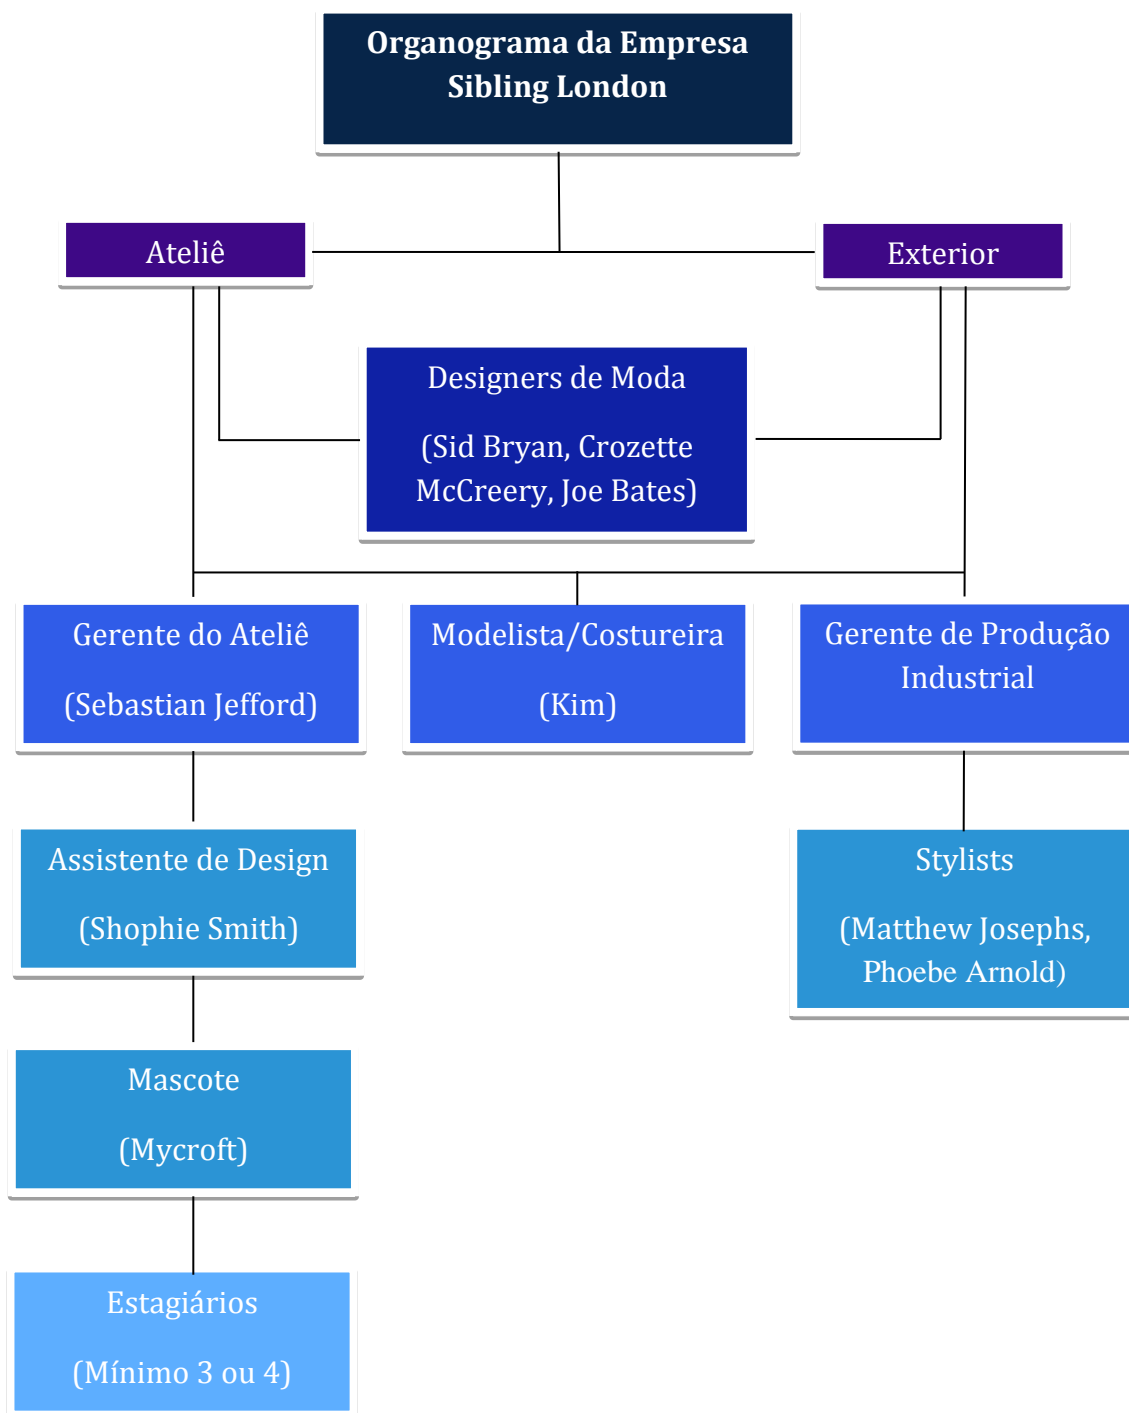 Organograma da Empresa
Sibling London
Ateliê
Exterior
Designers de Moda
(Sid Bryan, Crozette
McCreery, Joe Bates)
Gerente do Ateliê
(Sebastian Jefford)
Modelista/Costureira
(Kim)
Gerente de Produção
Industrial
Assistente de Design
(Shophie Smith)
Stylists
(Matthew Josephs,
Phoebe Arnold)
Mascote
(Mycroft)
Estagiários
(Mínimo 3 ou 4)